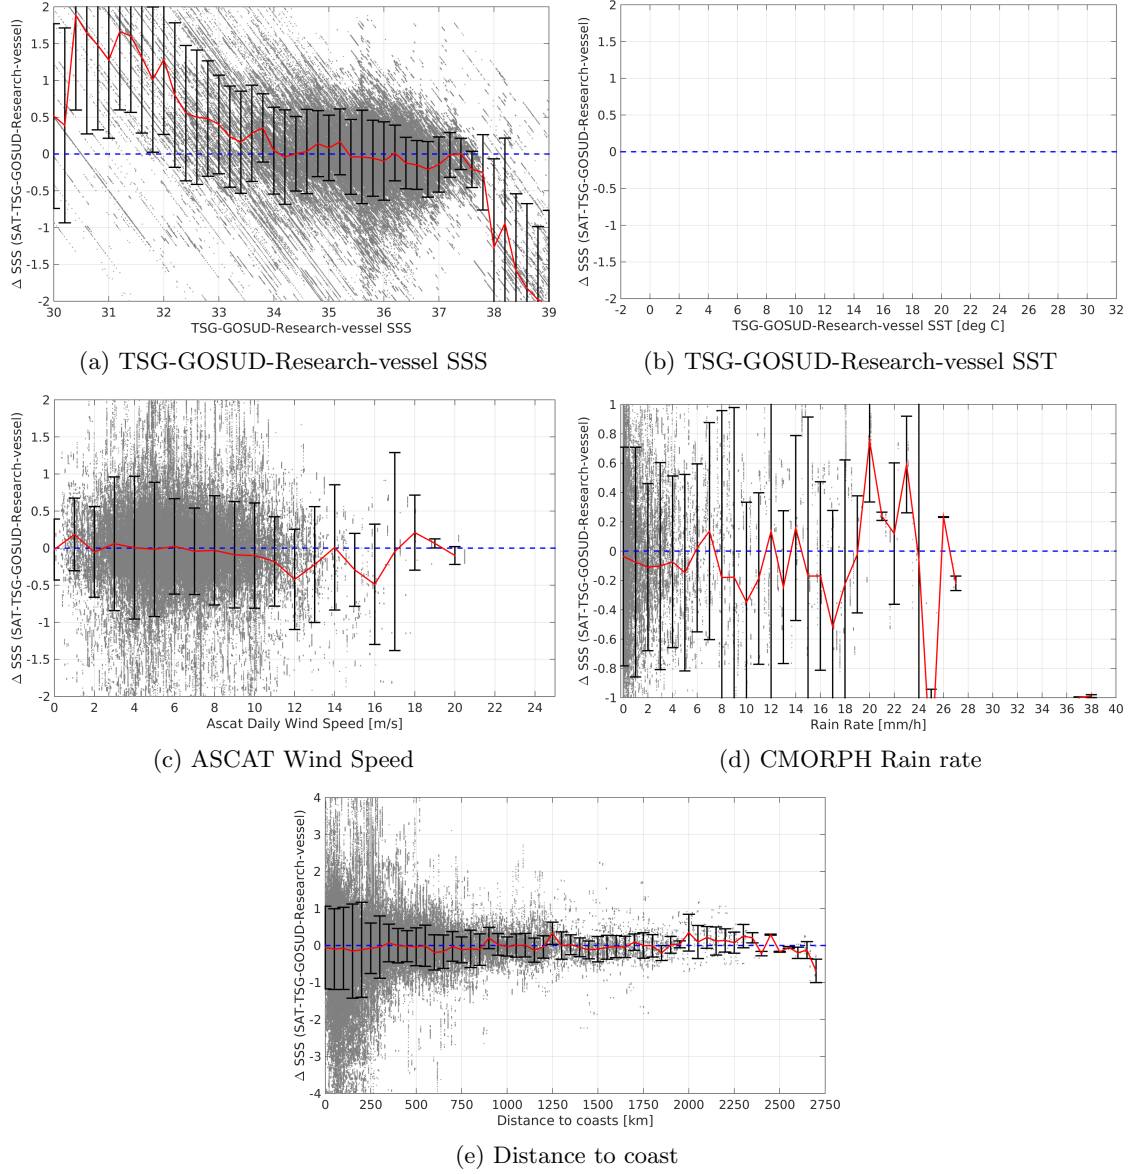 Δ SSS (SAT-TSG-GOSUD-Research-vessel)
2
1.5
1
0.5
0
-0.5
-1
-1.5
-2
30 31 32 33 34 35 36 37 38 39
TSG-GOSUD-Research-vessel SSS
(a) TSG-GOSUD-Research-vessel SSS
Δ SSS (SAT-TSG-GOSUD-Research-vessel)
2
1.5
1
0.5
0
-0.5
-1
-1.5
-2
-2 0 2 4 6 8 10 12 14 16 18 20 22 24 26 28 30 32
TSG-GOSUD-Research-vessel SST [deg C]
(b) TSG-GOSUD-Research-vessel SST
Δ SSS (SAT-TSG-GOSUD-Research-vessel)
2
1.5
1
0.5
0
-0.5
-1
-1.5
-2
0 2 4 6 8 10 12 14 16 18 20 22 24
Ascat Daily Wind Speed [m/s]
(c) ASCAT Wind Speed
Δ SSS (SAT-TSG-GOSUD-Research-vessel)
1
0.8
0.6
0.4
0.2
0
-0.2
-0.4
-0.6
-0.8
-1
0 2 4 6 8 10 12 14 16 18 20 22 24 26 28 30 32 34 36 38 40
Rain Rate [mm/h]
(d) CMORPH Rain rate
Δ SSS (SAT-TSG-GOSUD-Research-vessel)
4
3
2
1
0
-1
-2
-3
-4
0 250 500 750 1000 1250 1500 1750 2000 2250 2500 2750
Distance to coasts [km]
(e) Distance to coast